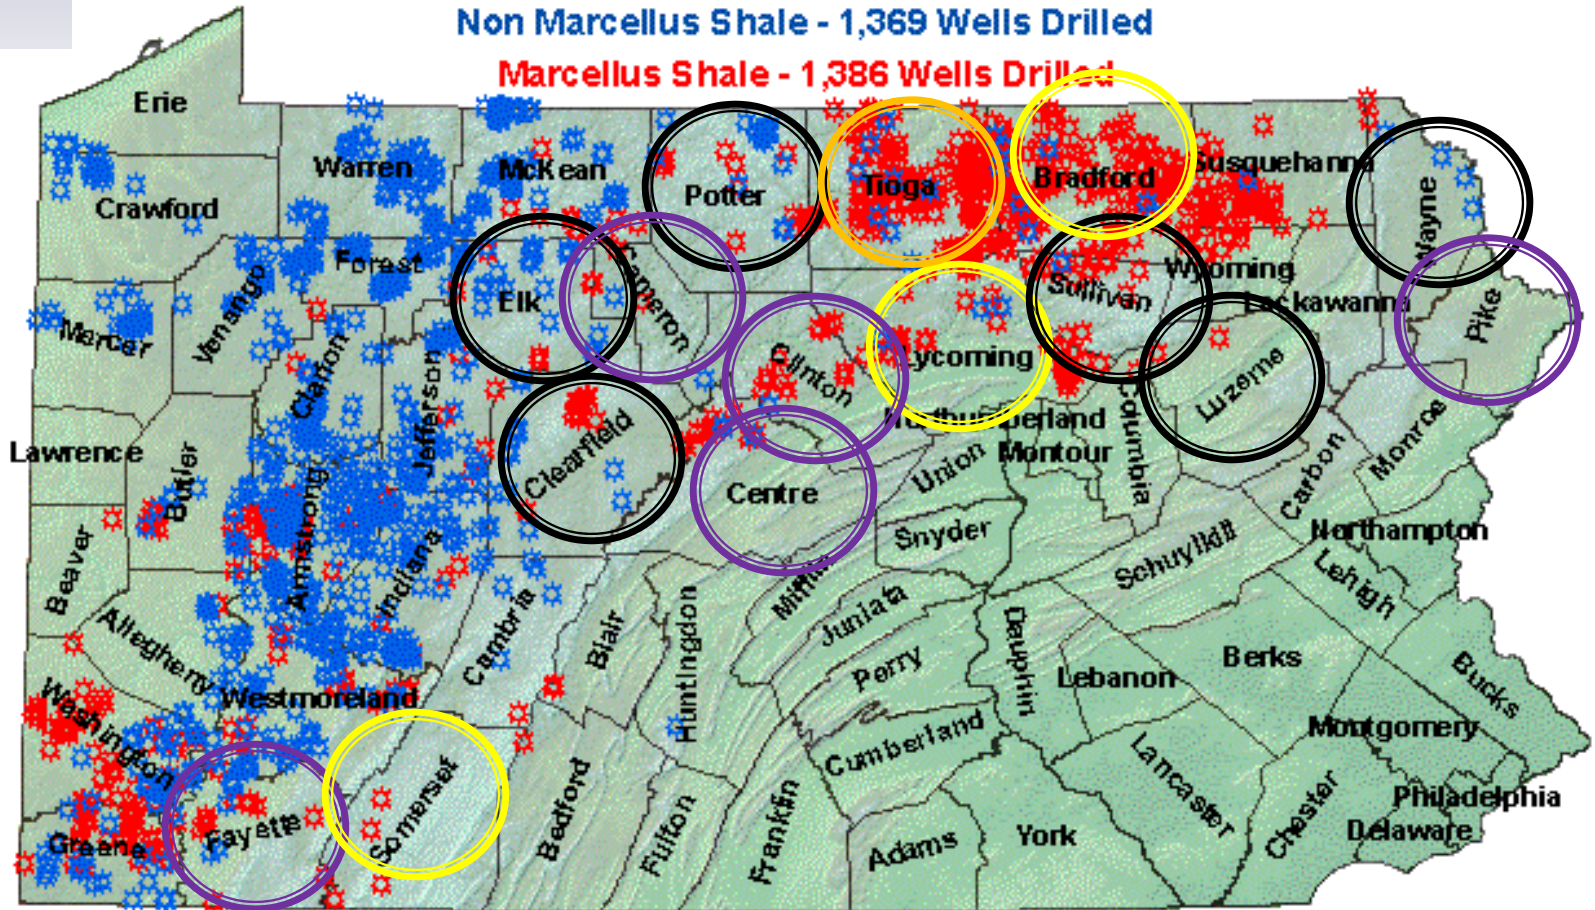 Non Marcellus Shale - 1,369 Wells Drilled
Marcellus Shale - 1,386 Wells Drilled
Erie
Warren
McKean
Potter
Tioga
Bradford
Susquehanna
Wayne
Crawford
Forest
Elk
Cameron
Sullivan
Wyoming
Lackawanna
Pike
Mercer
Venango
Clarion
Jefferson
Clinton
Lycoming
Luzerne
Lawrence
Butler
Armstrong
Clearfield
Centre
Union
Northumberland
Montour
Columbia
Carbon
Monroe
Beaver
Indiana
Snyder
Schuylkill
Northampton
Lehigh
Allegheny
Cambria
Blair
Huntingdon
Mifflin
Juniata
Perry
Dauphin
Lebanon
Berks
Bucks
Washington
Westmoreland
Cumberland
Lancaster
Montgomery
Greene
Fayette
Somerset
Bedford
Fulton
Franklin
Adams
York
Chester
Philadelphia
Delaware